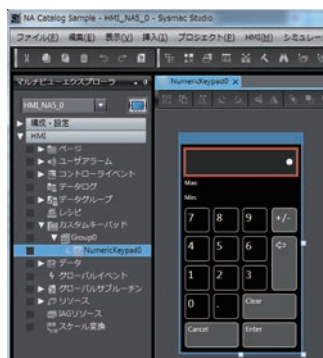 NA Catalog Sample - HMI_NA5_0 - Sysmac Studio
ファイル(F) 編集(E) 表示(V) 挿入(I) プロジェクト(P) HMI(M) シミュレー
マルチビューエクスプローラ
NumericKeypad0 ×
HMI_NA5_0
構成・設定
HMI
ページ
ユーザアラーム
コントローライベント
データログ
データグループ
レシピ
カスタムキーパッド
Group0
NumericKeypad0
データ
グローバルイベント
グローバルサブルーチン
リソース
IAGリソース
スケール変換
Max:
Min:
7 8 9 +/-
4 5 6
1 2 3
0 . Clear
Cancel Enter